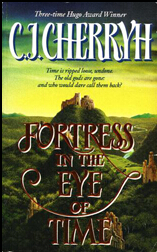 Three-time Hugo Award Winner
C.J. CHERRYH
Time is ripped loose, undone.
The old gods are gone:
and who would dare call them back?
FORTRESS
IN THE EYE
OF
TIME